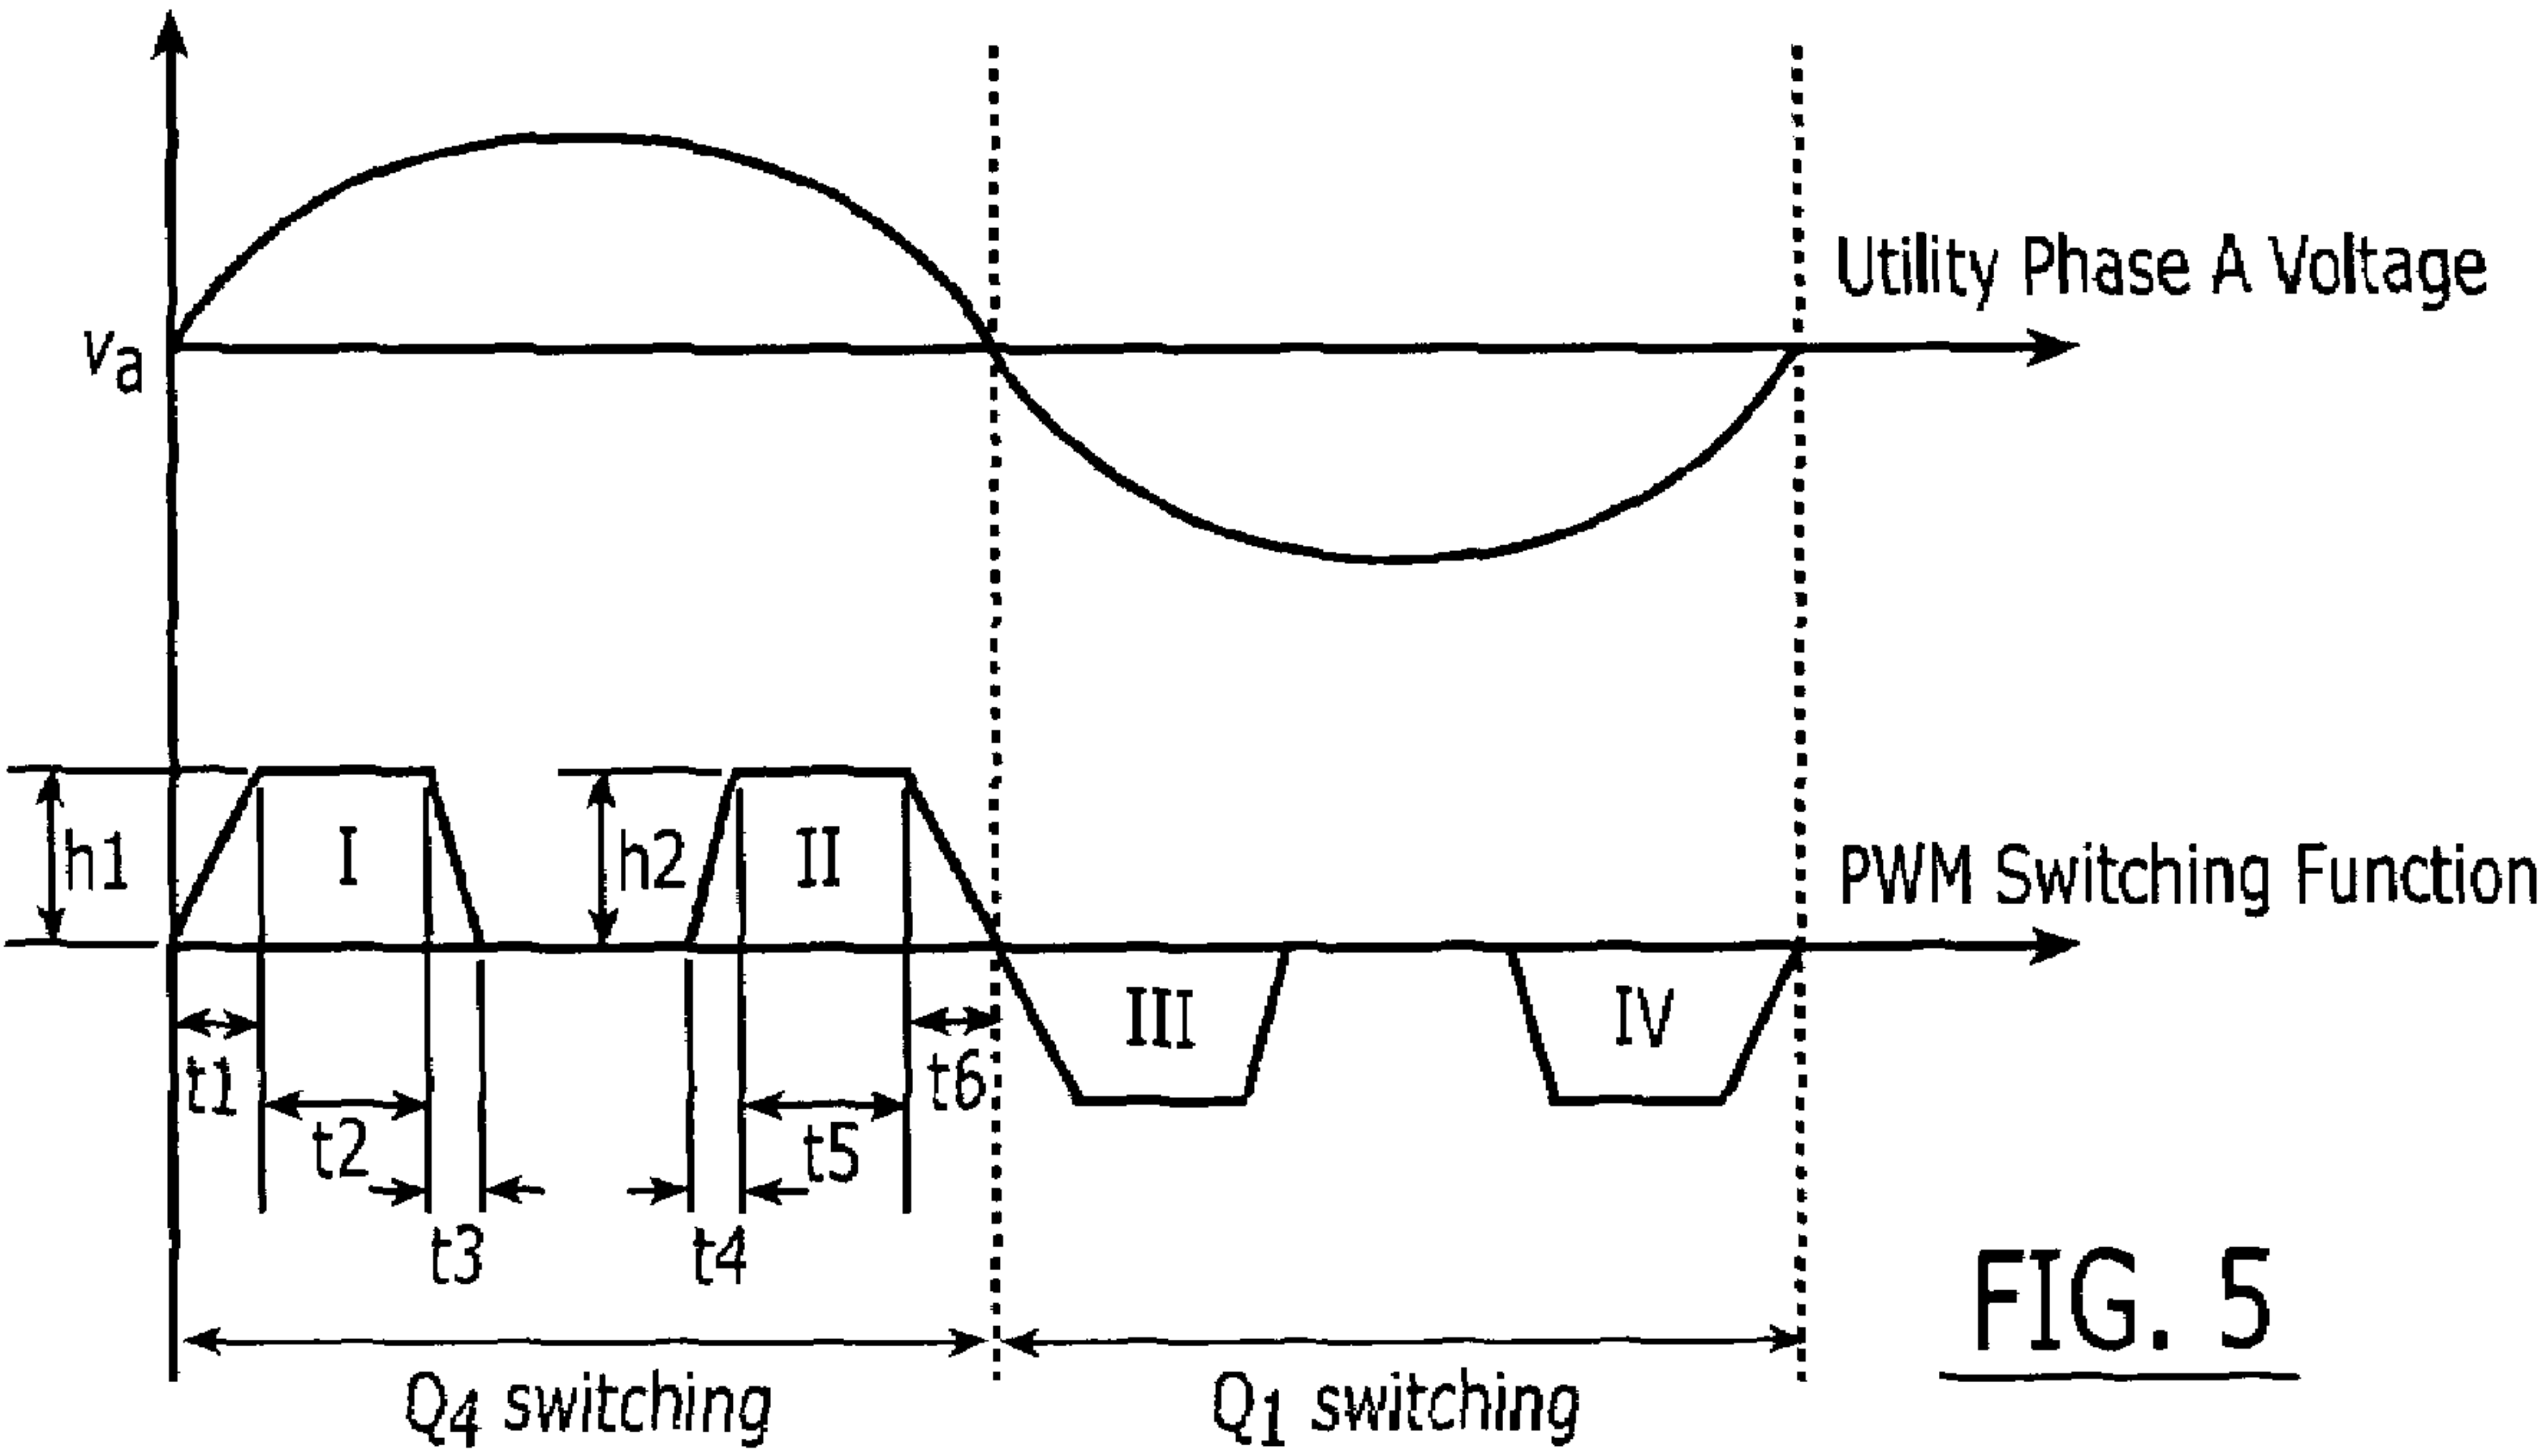 Utility Phase A Voltage
va
h1
I
h2
II
PWM Switching Function
III
IV
t1
t6
t2
t5
t3
t4
FIG. 5
Q4 switching
Q1 switching